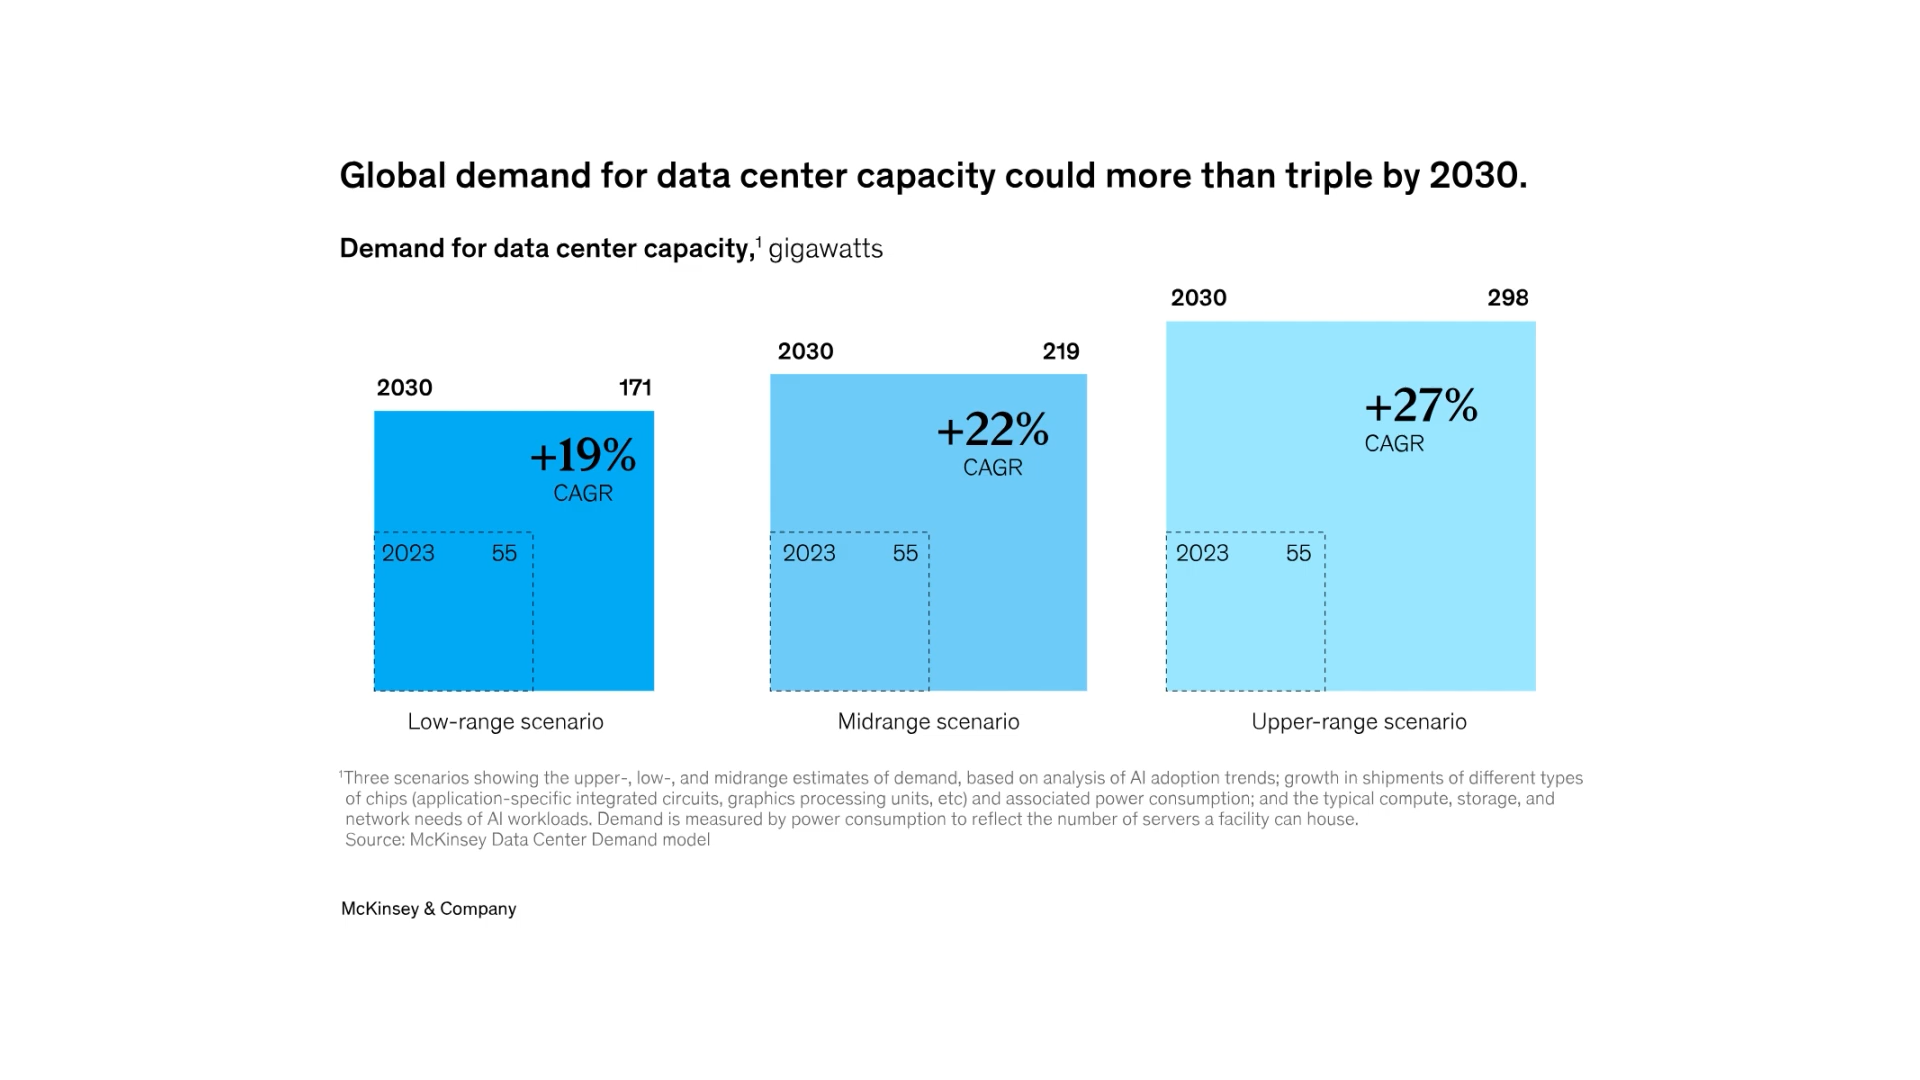 Global demand for data center capacity could more than triple by 2030.
Demand for data center capacity,¹ gigawatts
2030 171
+19%
CAGR
2023 55
Low-range scenario
2030 219
+22%
CAGR
2023 55
Midrange scenario
2030 298
+27%
CAGR
2023 55
Upper-range scenario
¹Three scenarios showing the upper-, low-, and midrange estimates of demand, based on analysis of AI adoption trends; growth in shipments of different types
of chips (application-specific integrated circuits, graphics processing units, etc) and associated power consumption; and the typical compute, storage, and
network needs of AI workloads. Demand is measured by power consumption to reflect the number of servers a facility can house.
Source: McKinsey Data Center Demand model
McKinsey & Company